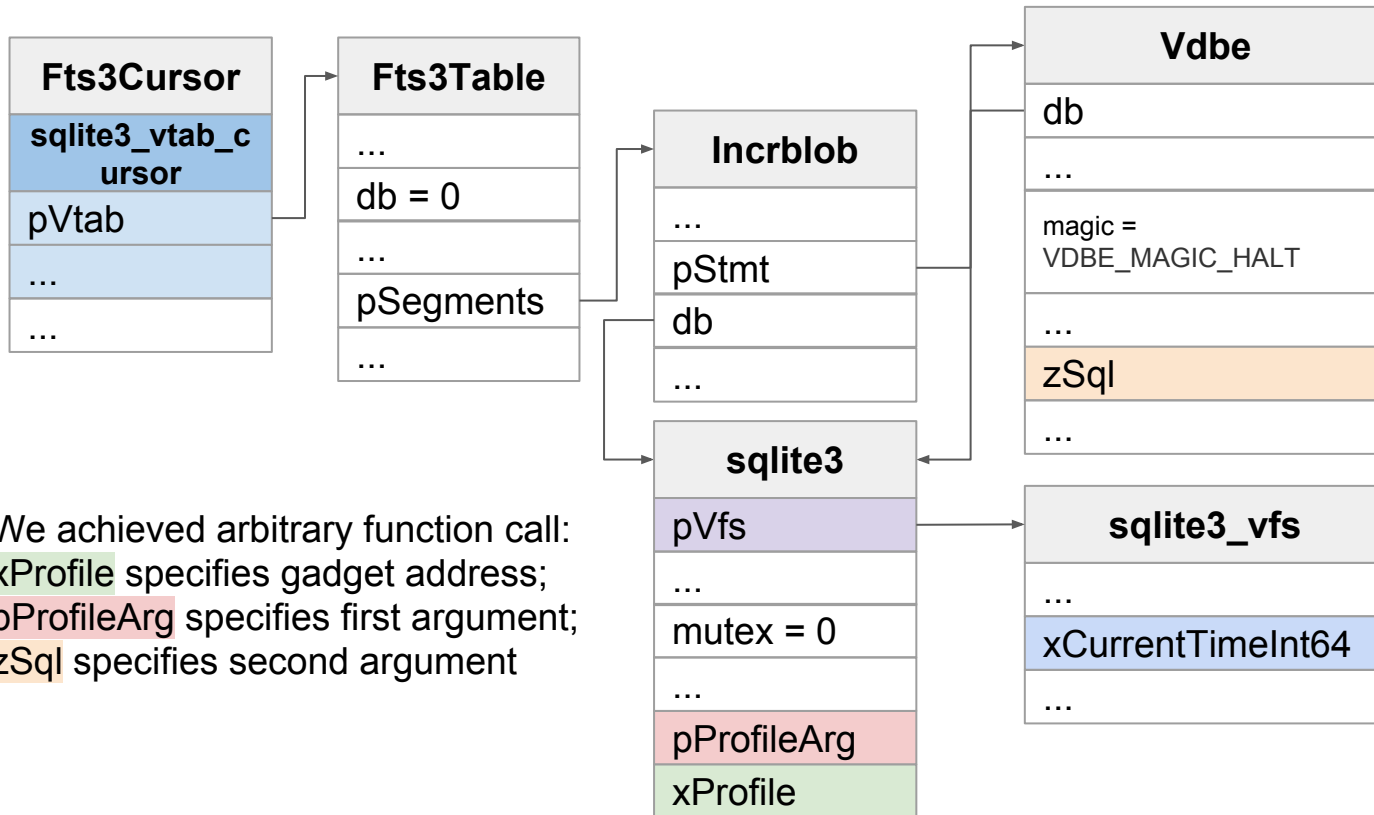 Fts3Cursor
sqlite3_vtab_c
ursor
pVtab
...
...
Fts3Table
...
db = 0
...
pSegments
...
Incrblob
...
pStmt
db
...
Vdbe
db
...
magic =
VDBE_MAGIC_HALT
...
zSql
...
sqlite3
pVfs
...
mutex = 0
...
pProfileArg
xProfile
sqlite3_vfs
...
xCurrentTimeInt64
...
We achieved arbitrary function call:
xProfile specifies gadget address;
pProfileArg specifies first argument;
zSql specifies second argument